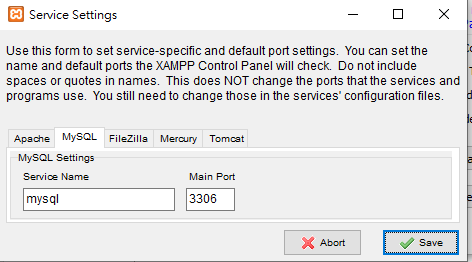 Service Settings
Use this form to set service-specific and default port settings. You can set the
name and default ports the XAMPP Control Panel will check. Do not include
spaces or quotes in names. This does NOT change the ports that the services and
programs use. You still need to change those in the services' configuration files.
Apache MySQL FileZilla Mercury Tomcat
MySQL Settings
Service Name Main Port
mysql 3306
Abort Save